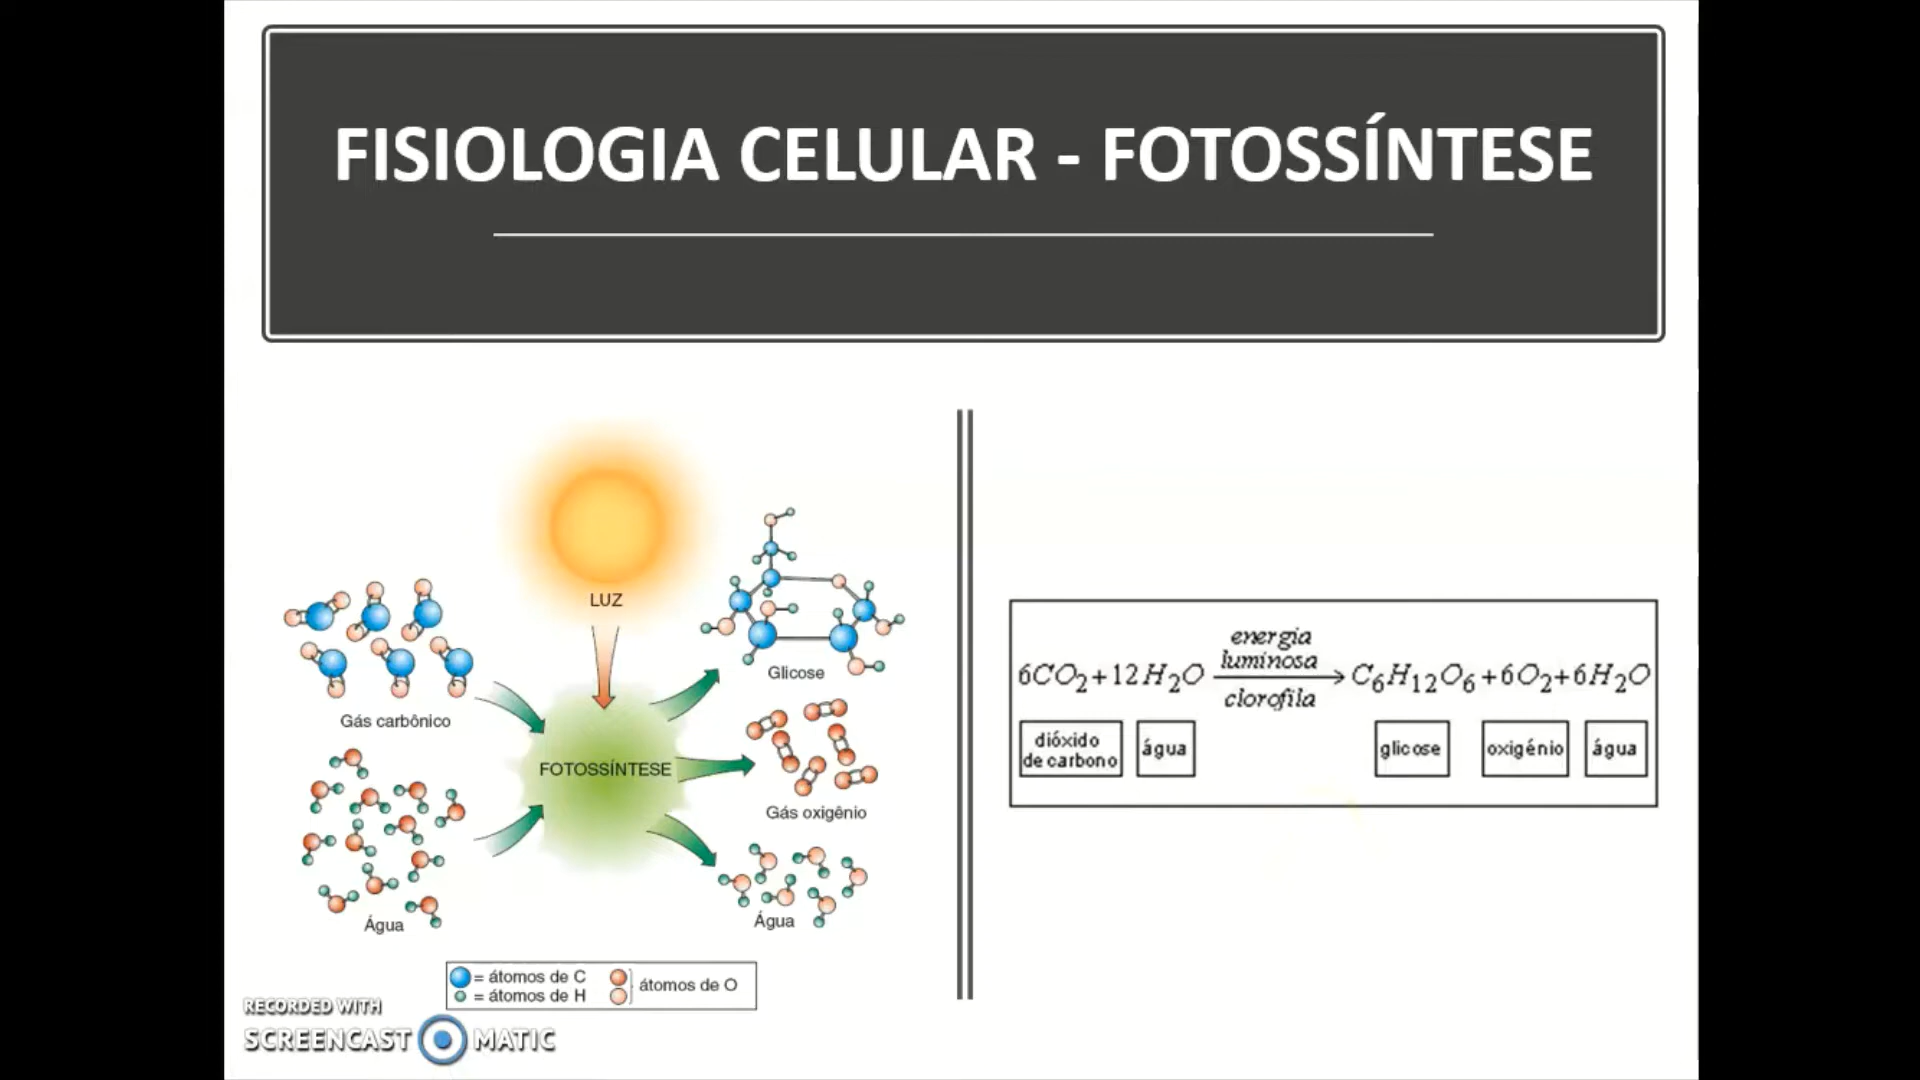 FISIOLOGIA CELULAR - FOTOSSÍNTESE
LUZ
Glicose
Gás carbônico
FOTOSSÍNTESE
Gás oxigênio
Água
Água
= átomos de C
= átomos de H
átomos de O
energia
luminosa
6CO2+12H2O → C6H12O6+6O2+6H2O
clorofila
dióxido
de carbono
água
glicose
oxigénio
água
RECORDED WITH
SCREENCAST MATIC